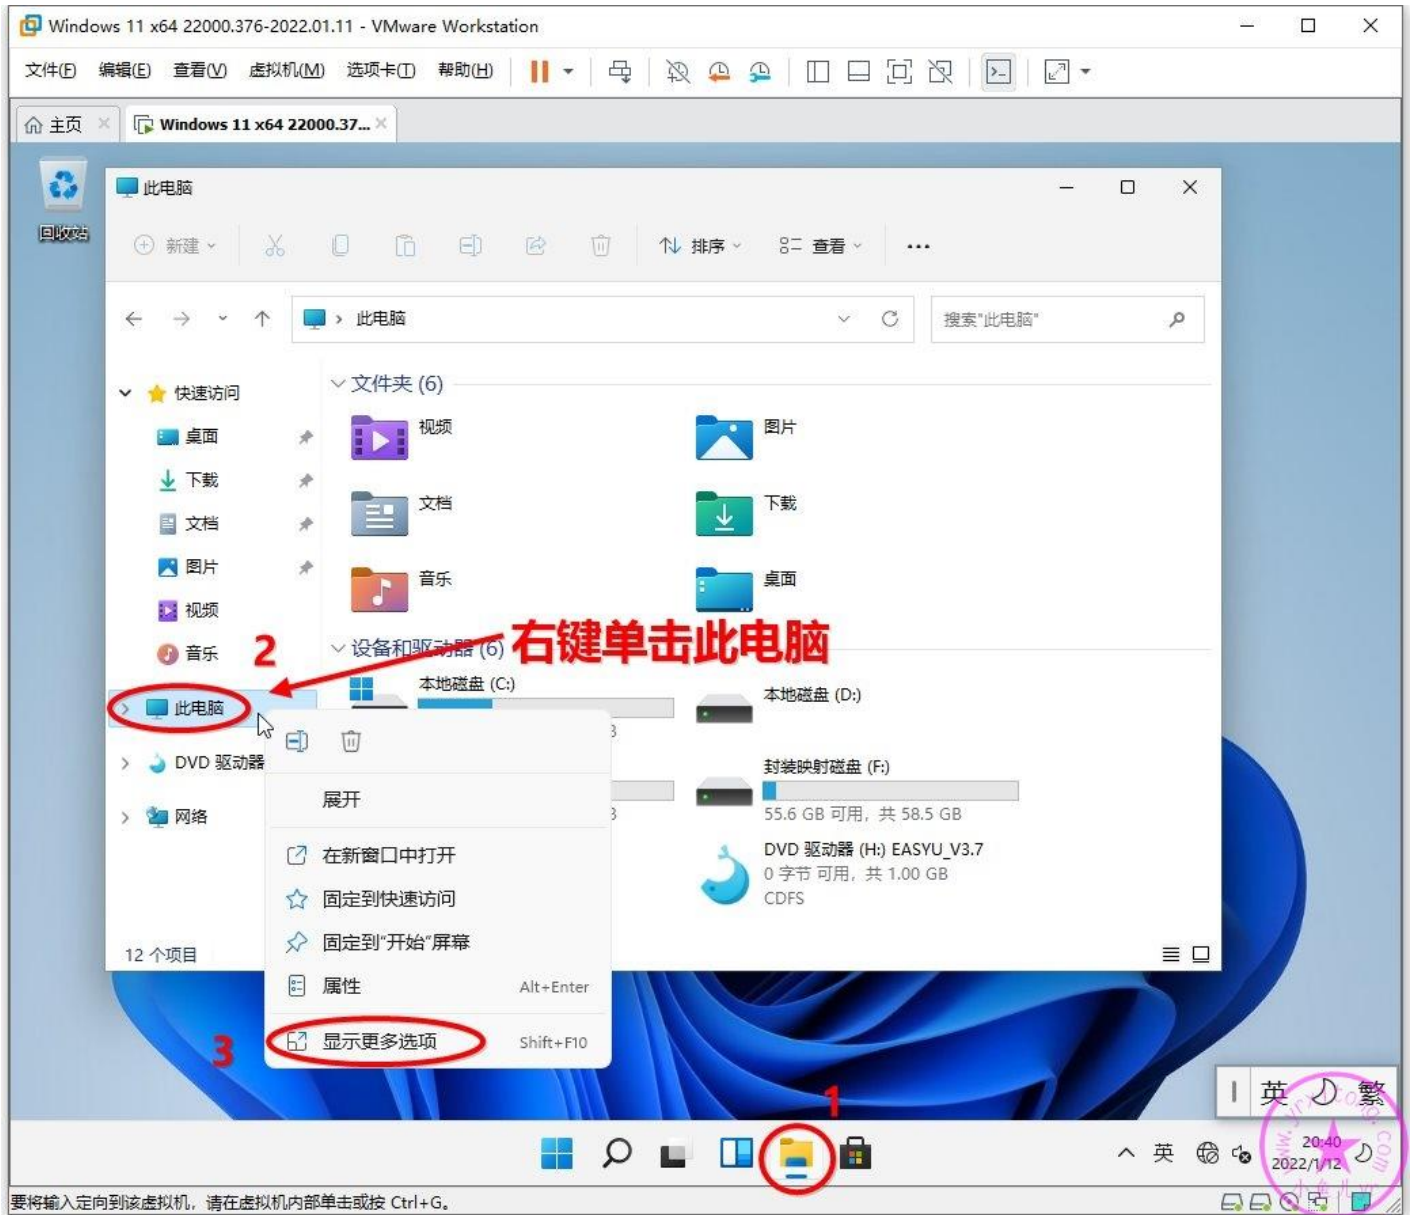 Windows 11 x64 22000.376-2022.01.11 - VMware Workstation
文件(F) 编辑(E) 查看(V) 虚拟机(M) 选项卡(T) 帮助(H)
主页 Windows 11 x64 22000.37...
回收站
此电脑
新建 排序 查看 ...
此电脑 搜索"此电脑"
快速访问
桌面
下载
文档
图片
视频
音乐
此电脑
DVD 驱动器
网络
12 个项目
文件夹 (6)
视频 图片
文档 下载
音乐 桌面
设备和驱动器 (6)
本地磁盘 (C:)
本地磁盘 (D:)
封装映射磁盘 (F:)
55.6 GB 可用，共 58.5 GB
DVD 驱动器 (H:) EASYU_V3.7
0 字节 可用，共 1.00 GB
CDFS
2
右键单击此电脑
展开
在新窗口中打开
固定到快速访问
固定到"开始"屏幕
属性 Alt+Enter
3
显示更多选项 Shift+F10
1
英 繁
英 20:40
2022/1/12
小鱼儿yr
要将输入定向到该虚拟机，请在虚拟机内部单击或按 Ctrl+G。